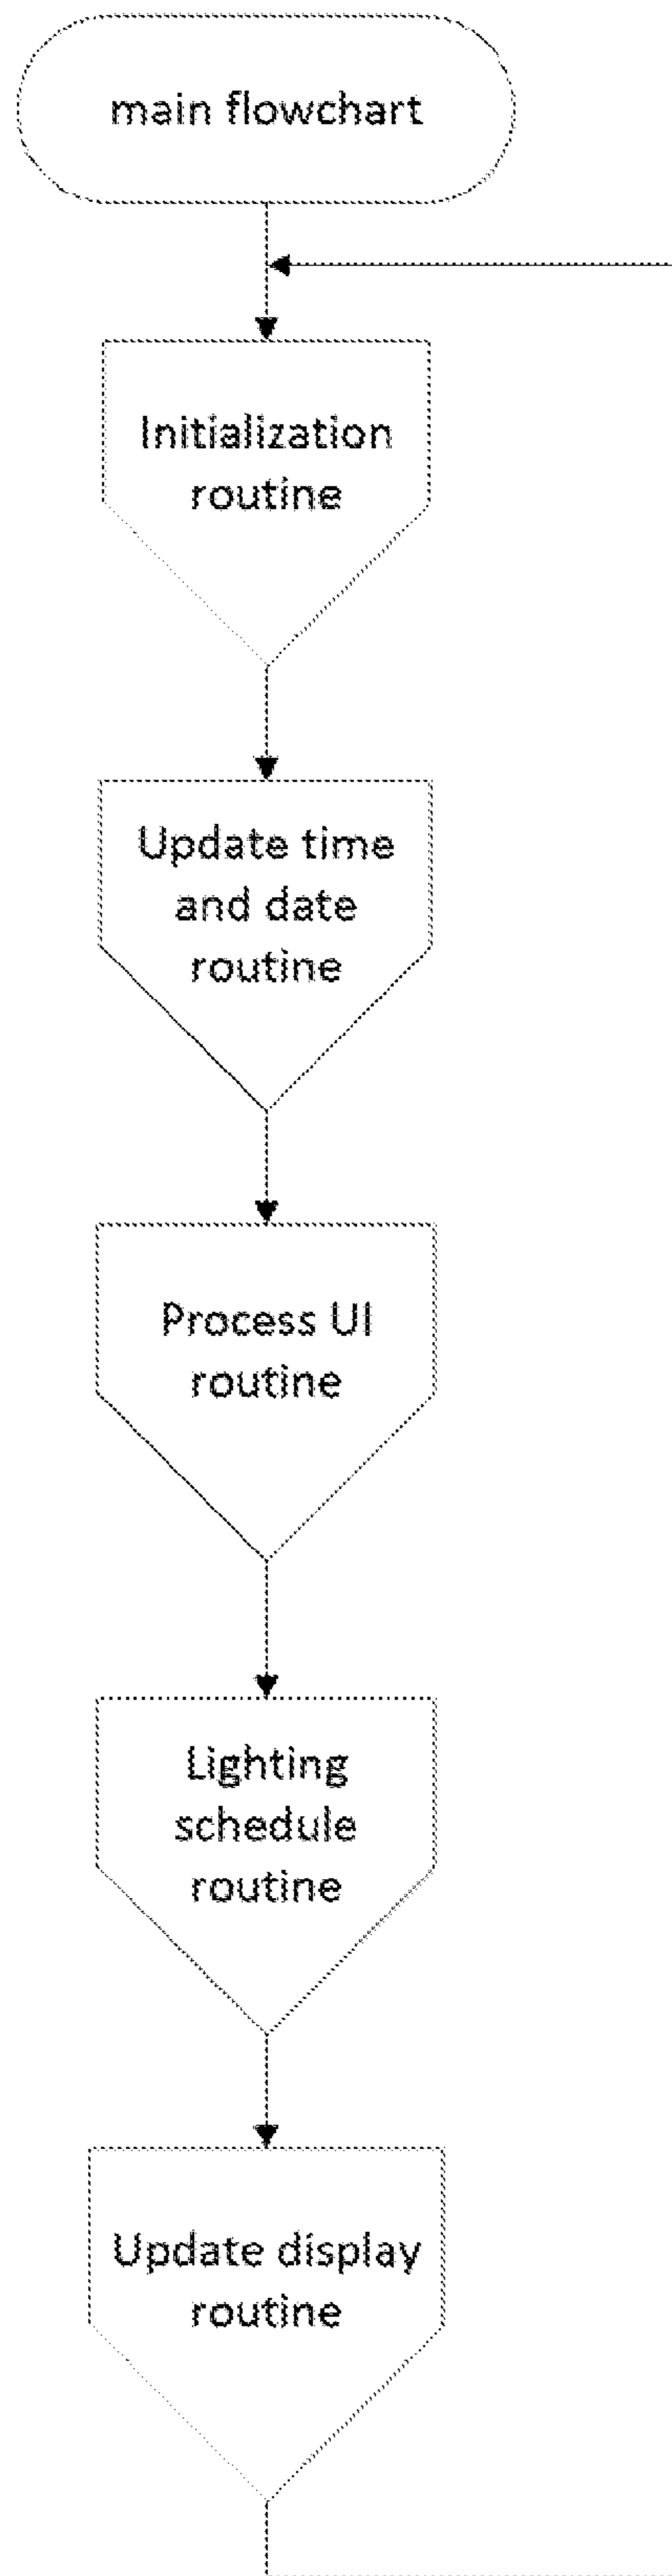 main flowchart
Initialization
routine
Update time
and date
routine
Process UI
routine
Lighting
schedule
routine
Update display
routine